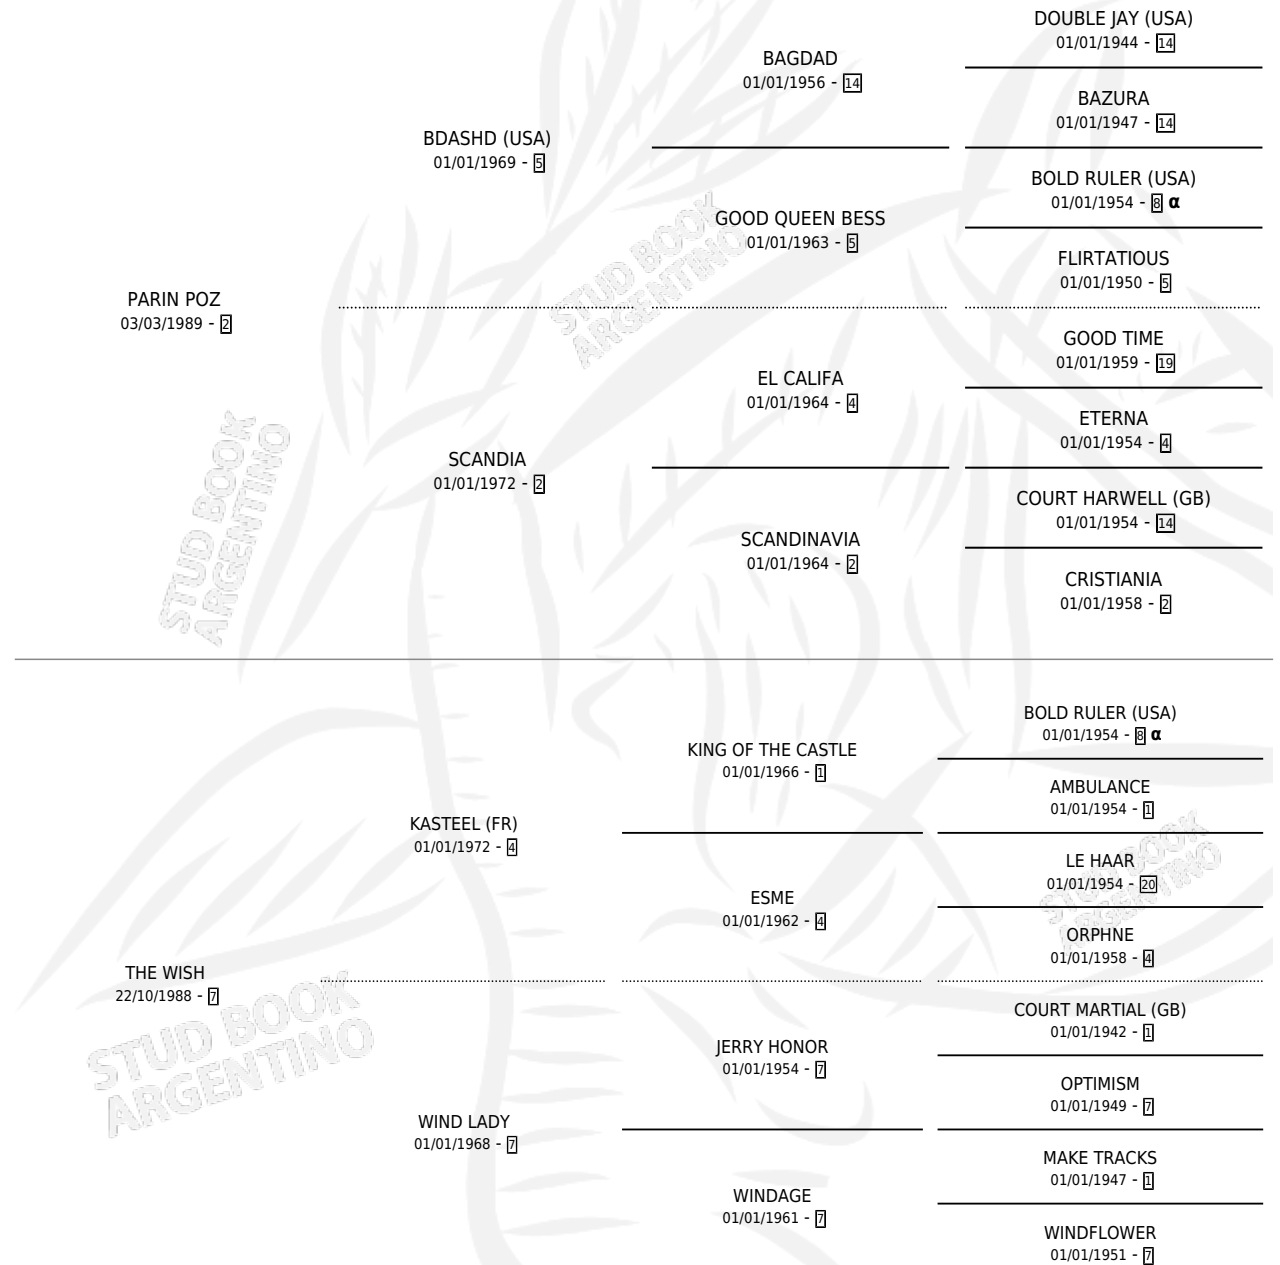 DOUBLE JAY (USA)
01/01/1944 - 14
BAGDAD
01/01/1956 - 14
BAZURA
01/01/1947 - 14
BDASHD (USA)
01/01/1969 - 5
BOLD RULER (USA)
01/01/1954 - 8 α
GOOD QUEEN BESS
01/01/1963 - 5
FLIRTATIOUS
01/01/1950 - 5
PARIN POZ
03/03/1989 - 2
GOOD TIME
01/01/1959 - 19
EL CALIFA
01/01/1964 - 4
ETERNA
01/01/1954 - 4
SCANDIA
01/01/1972 - 2
COURT HARWELL (GB)
01/01/1954 - 14
SCANDINAVIA
01/01/1964 - 2
CRISTIANIA
01/01/1958 - 2
STUD BOOK
ARGENTINO
STUD BOOK
ARGENTINO
BOLD RULER (USA)
01/01/1954 - 8 α
KING OF THE CASTLE
01/01/1966 - 1
AMBULANCE
01/01/1954 - 1
KASTEEL (FR)
01/01/1972 - 4
LE HAAR
01/01/1954 - 20
ESME
01/01/1962 - 4
ORPHNE
01/01/1958 - 4
THE WISH
22/10/1988 - 7
COURT MARTIAL (GB)
01/01/1942 - 1
JERRY HONOR
01/01/1954 - 7
OPTIMISM
01/01/1949 - 7
WIND LADY
01/01/1968 - 7
MAKE TRACKS
01/01/1947 - 1
WINDAGE
01/01/1961 - 7
WINDFLOWER
01/01/1951 - 7
STUD BOOK
ARGENTINO
STUD BOOK
ARGENTINO